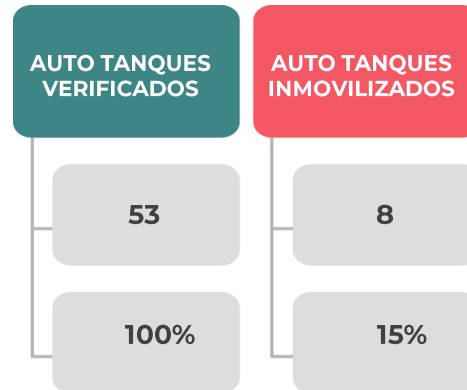 AUTO TANQUES
VERIFICADOS
53
100%
AUTO TANQUES
INMOVILIZADOS
8
15%